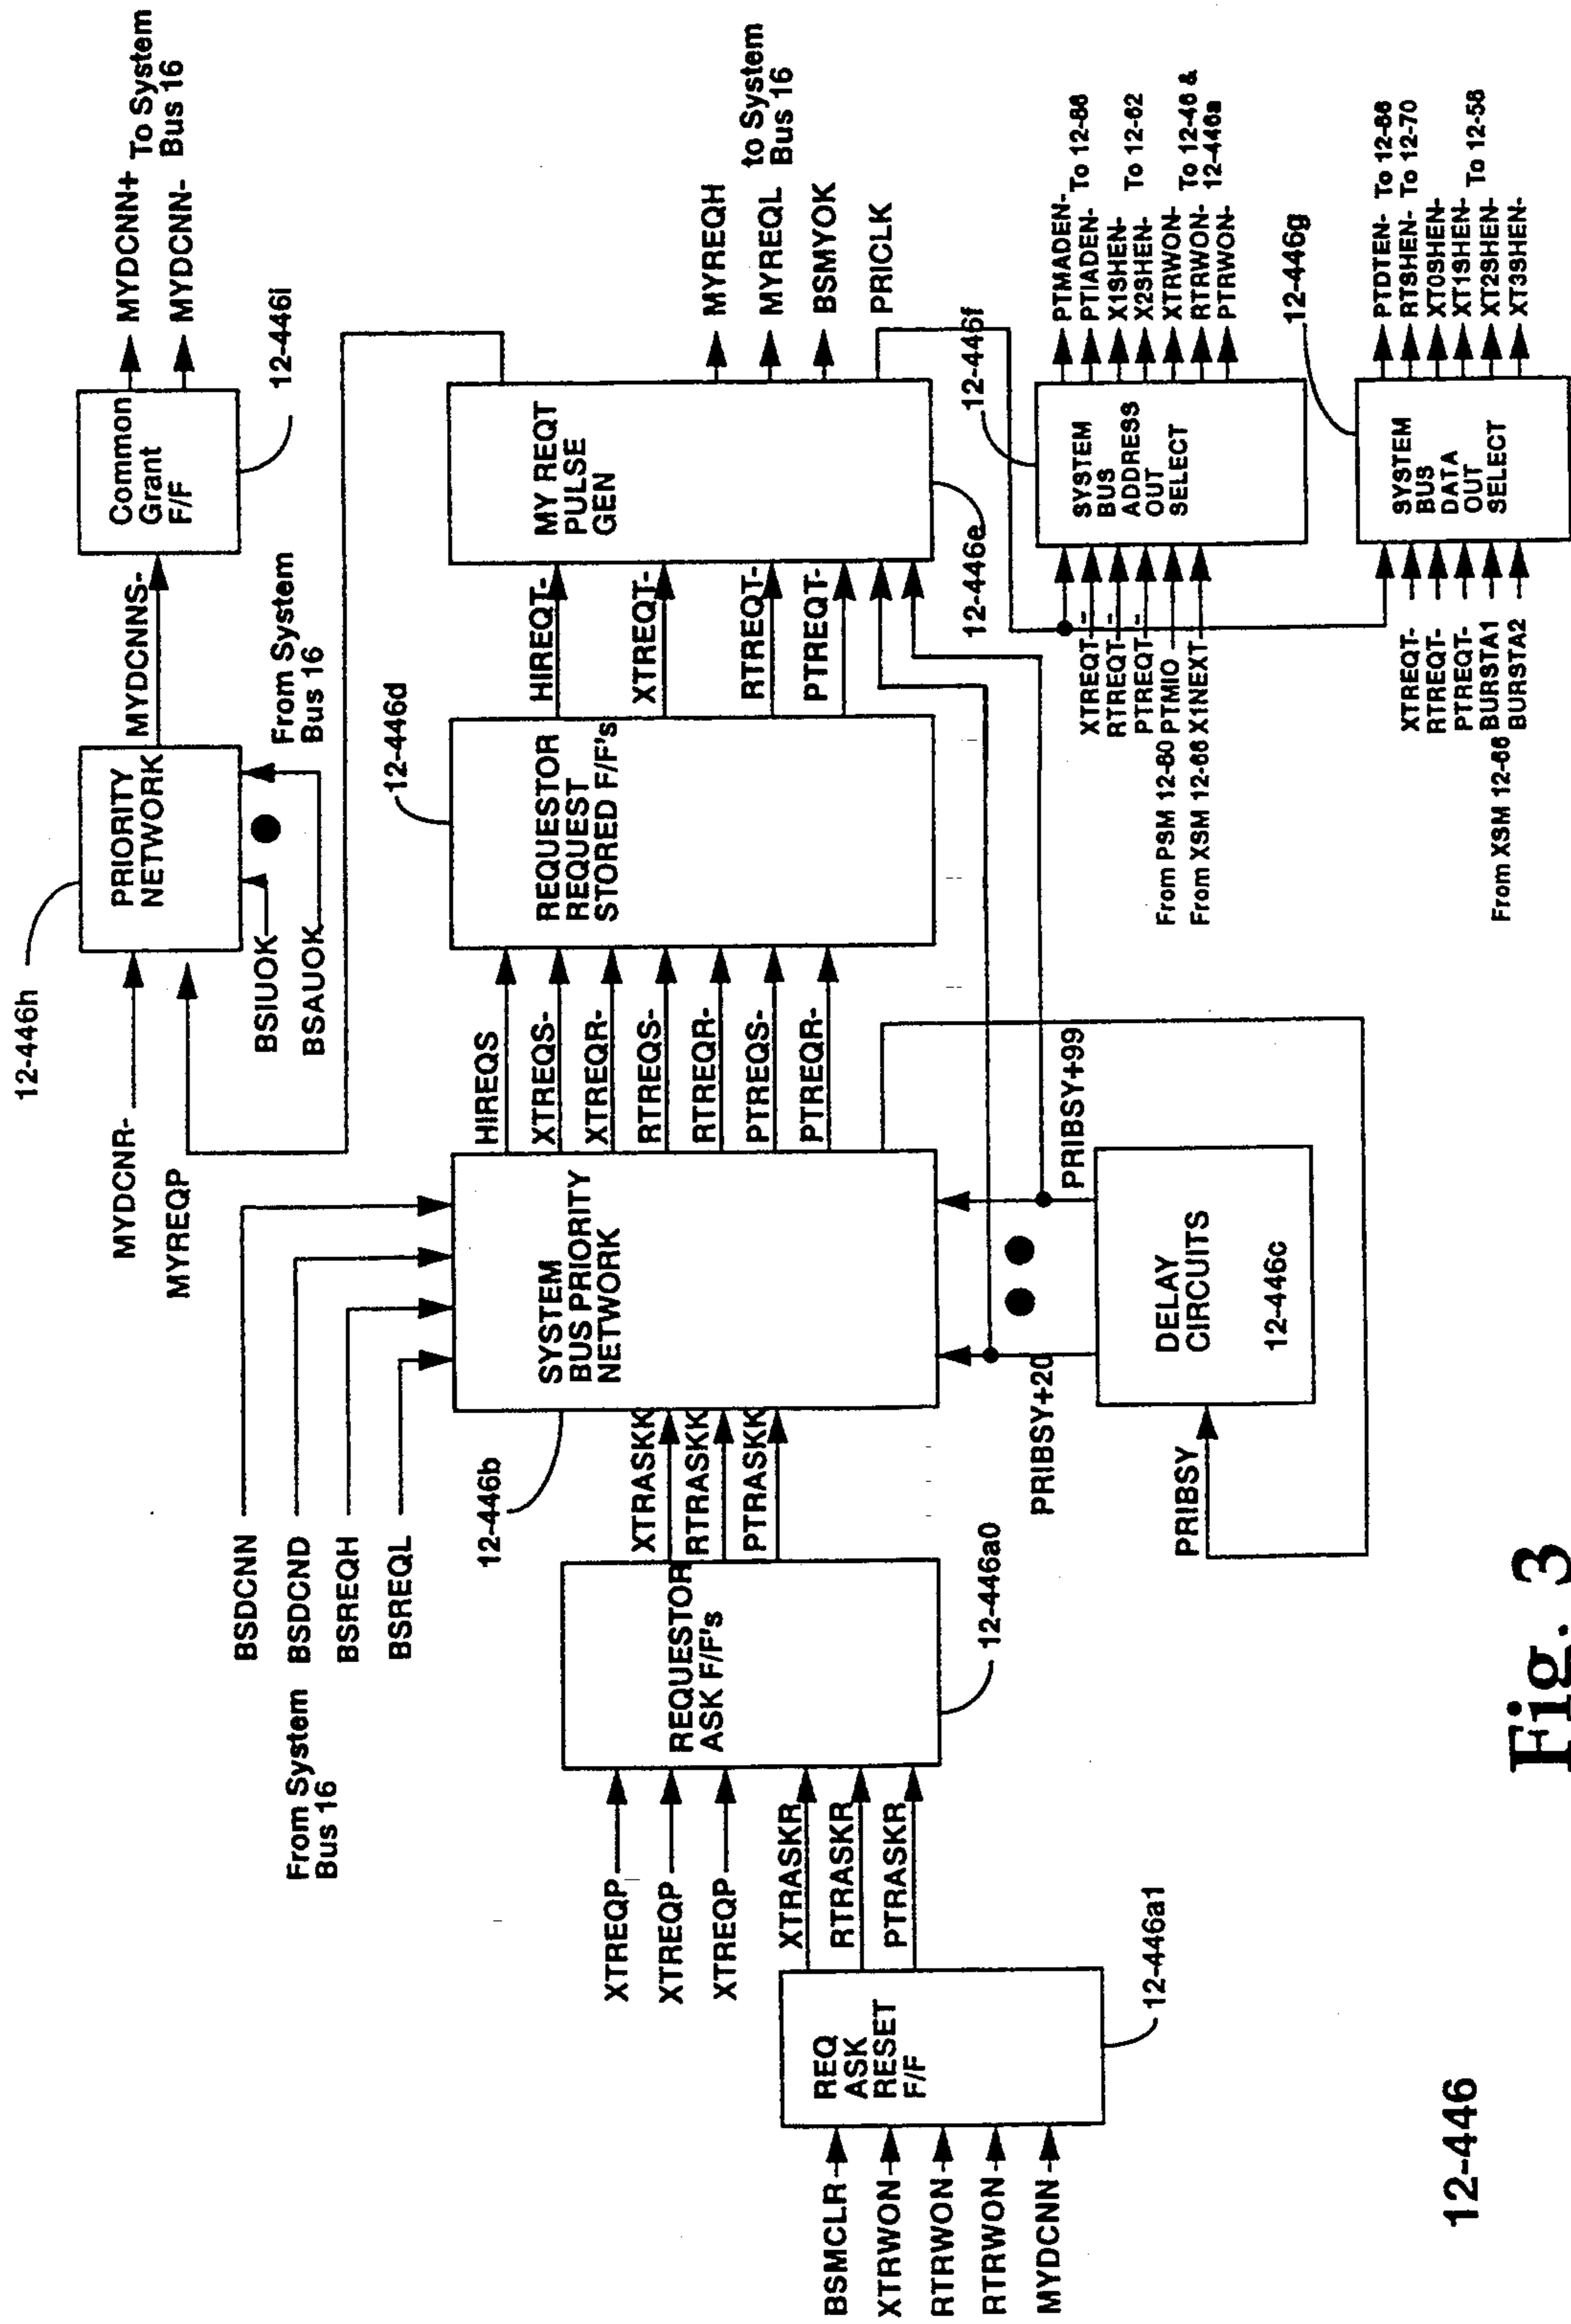 12-446h
MYDCNR-
MYREQP
PRIORITY
NETWORK
BSIUOK
BSAUOK
From System
Bus 16
MYDCNNS-
Common
Grant
F/F
12-446i
MYDCNN+
MYDCNN-
To System
Bus 16
BSDCNN
From System BSDCND
Bus 16
BSREQH
BSREQL
12-446b
SYSTEM
BUS PRIORITY
NETWORK
HIREQS
XTREQS-
XTREQR-
RTREQS-
RTREQR-
PTREQS-
PTREQR-
12-446d
REQUESTOR
REQUEST
STORED F/F's
HIREQT-
XTREQT-
RTREQT-
PTREQT-
MY REQT
PULSE
GEN
12-446e
MYREQH
MYREQL
BSMYOK
to System
Bus 16
PRICLK
XTREQP
XTREQP
XTREQP
REQUESTOR
ASK F/F's
12-446a0
XTRASKK
RTRASKK
PTRASKK
BSMCLR
XTRWON
RTRWON
RTRWON
MYDCNN
REQ
ASK
RESET
F/F
12-446a1
XTRASKR
RTRASKR
PTRASKR
PRIBSY
DELAY
CIRCUITS
12-446c
PRIBSY+20
PRIBSY+99
12-446f
XTREQT-
RTREQT-
PTREQT-
From PSM 12-80 PTMIO
From XSM 12-66 X1NEXT
SYSTEM
BUS
ADDRESS
OUT
SELECT
PTMADEN-
PTIADEN- To 12-86
X1SHEN-
X2SHEN- To 12-62
XTRWON-
RTRWON- To 12-46 &
PTRWON- 12-446a
12-446g
XTREQT-
RTREQT-
PTREQT-
BURSTA1
From XSM 12-66 BURSTA2
SYSTEM
BUS
DATA
OUT
SELECT
PTDTEN- To 12-86
RTSHEN- To 12-70
XT0SHEN-
XT1SHEN-
XT2SHEN- To 12-58
XT3SHEN-
12-446
Fig. 3